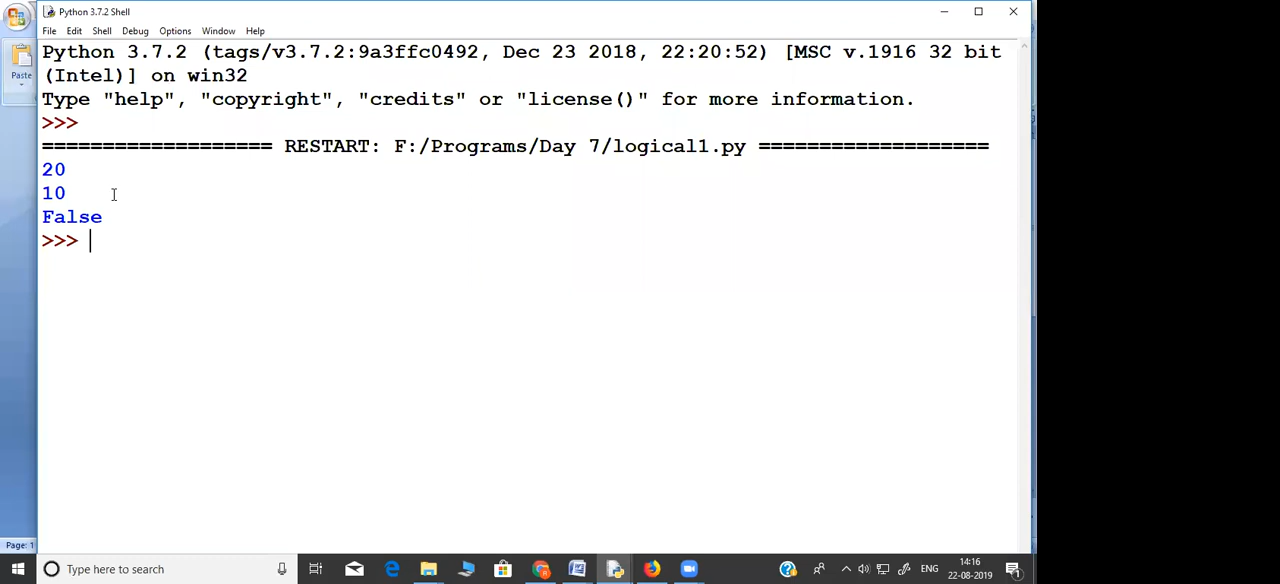 Python 3.7.2 Shell
File Edit Shell Debug Options Window Help
Python 3.7.2 (tags/v3.7.2:9a3ffc0492, Dec 23 2018, 22:20:52) [MSC v.1916 32 bit
(Intel)] on win32
Type "help", "copyright", "credits" or "license()" for more information.
>>>
=================== RESTART: F:/Programs/Day 7/logical1.py ===================
20
10
False
>>>
Paste
Page: 1
Type here to search
ENG
14:16
22-08-2019
1